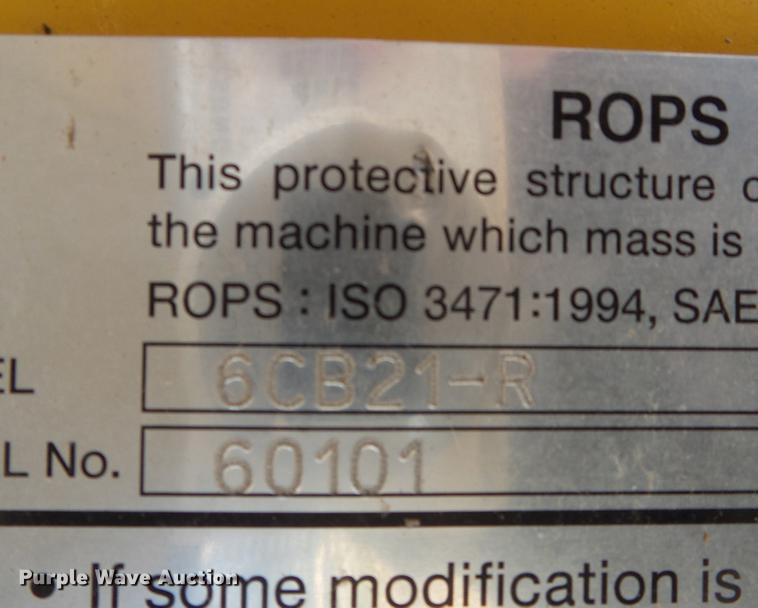 ROPS
This protective structure
the machine which mass is
ROPS : ISO 3471:1994, SAE
EL 6CB21-R
L No. 60101
• If some modification is
Purple Wave Auction